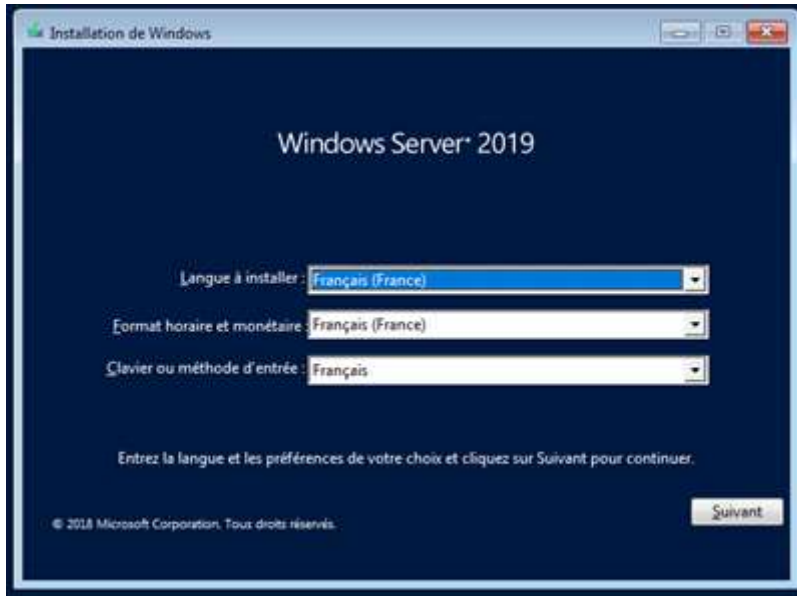 Installation de Windows
Windows Server® 2019
Langue à installer : Français (France)
Format horaire et monétaire : Français (France)
Clavier ou méthode d'entrée : Français
Entrez la langue et les préférences de votre choix et cliquez sur Suivant pour continuer.
Suivant
© 2018 Microsoft Corporation. Tous droits réservés.